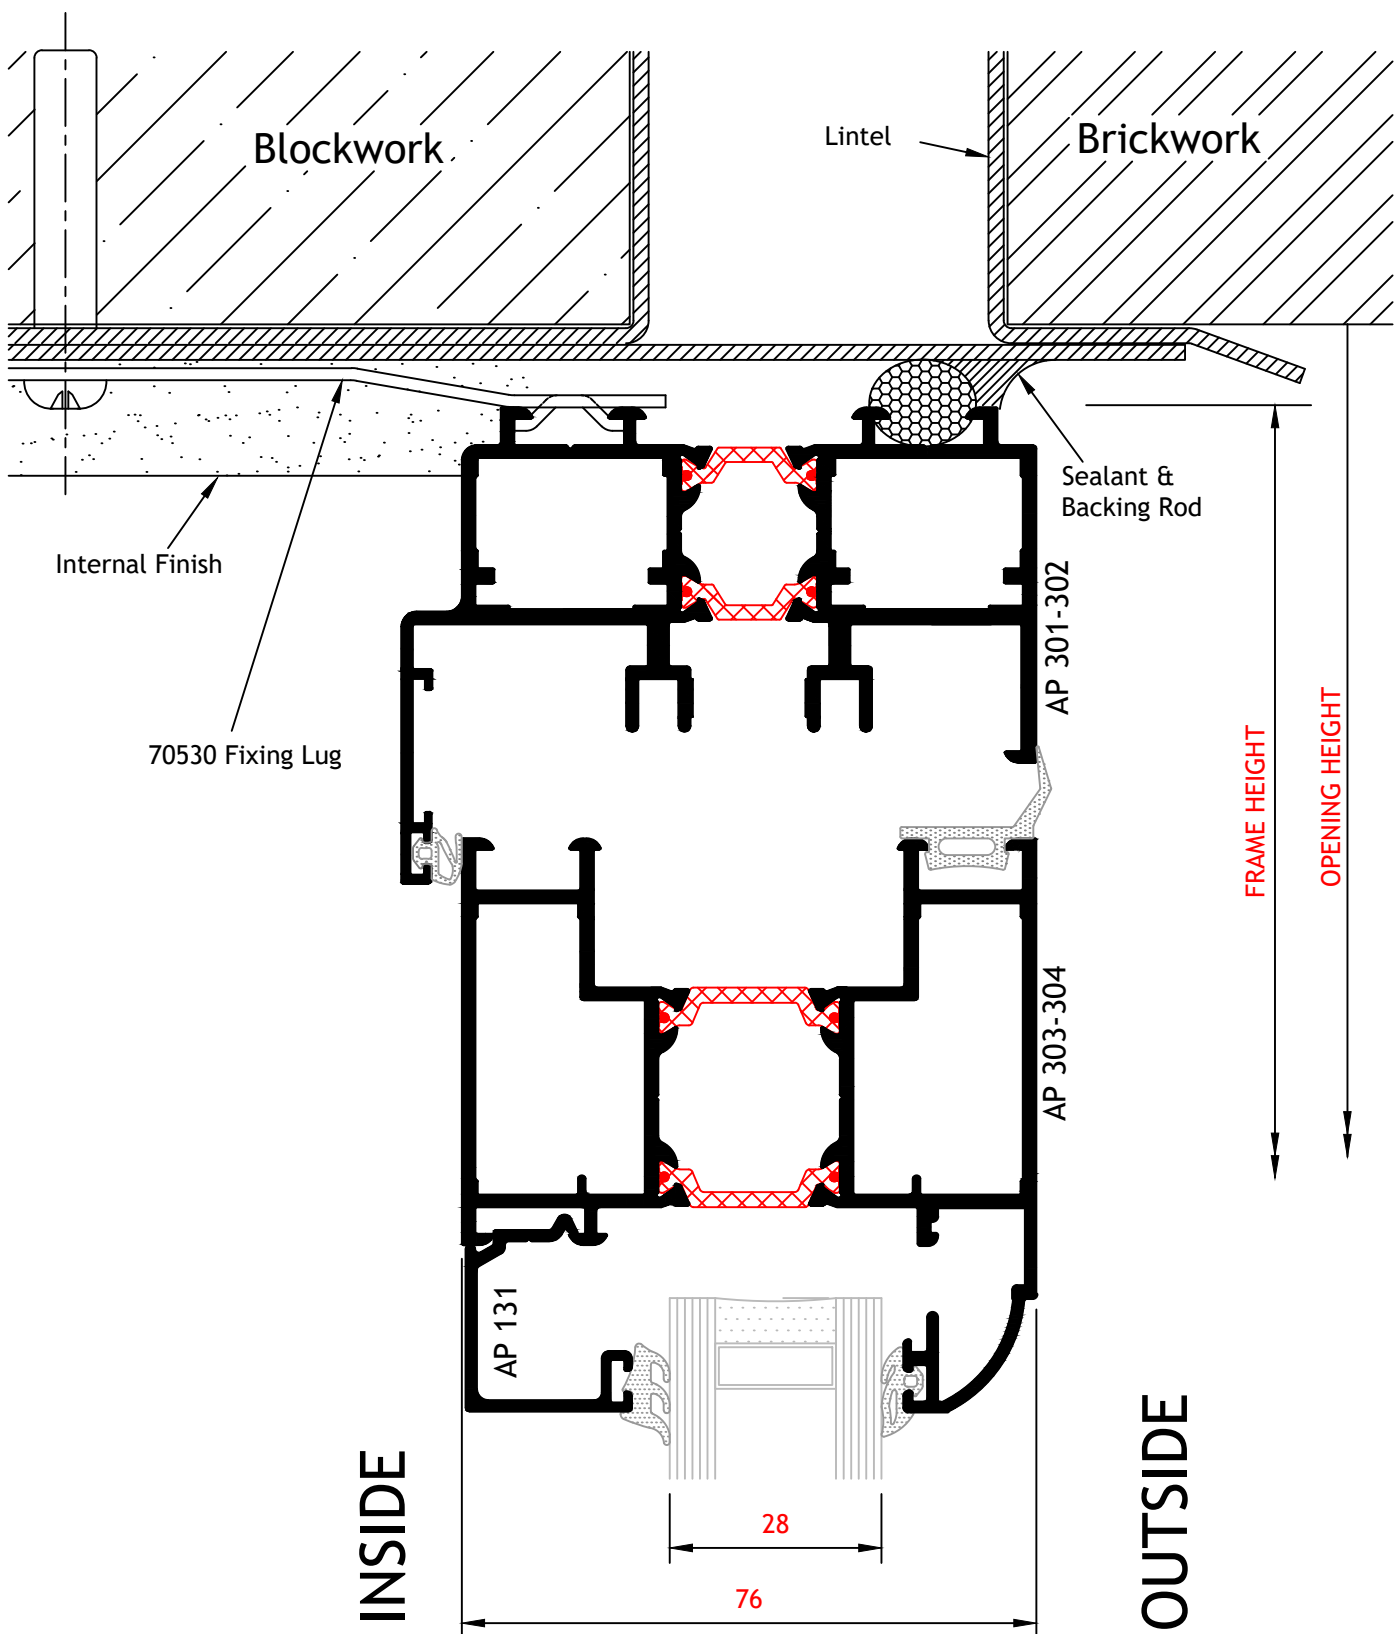 Blockwork
Lintel
Brickwork
Sealant &
Backing Rod
Internal Finish
AP 301-302
70530 Fixing Lug
FRAME HEIGHT
OPENING HEIGHT
AP 303-304
AP 131
INSIDE
OUTSIDE
28
76